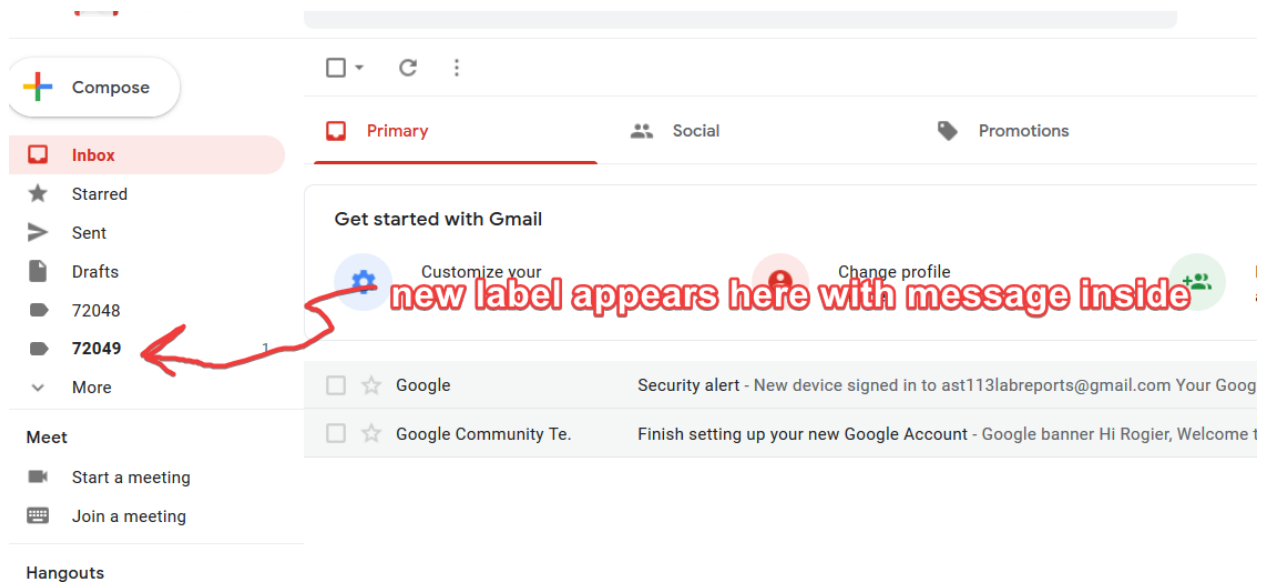 Compose
Inbox
Starred
Sent
Drafts
72048
72049 1
More
Meet
Start a meeting
Join a meeting
Hangouts
Primary Social Promotions
Get started with Gmail
Customize your
Change profile
new label appears here with message inside
Google Security alert - New device signed in to ast113labreports@gmail.com Your Goog
Google Community Te. Finish setting up your new Google Account - Google banner Hi Rogier, Welcome t